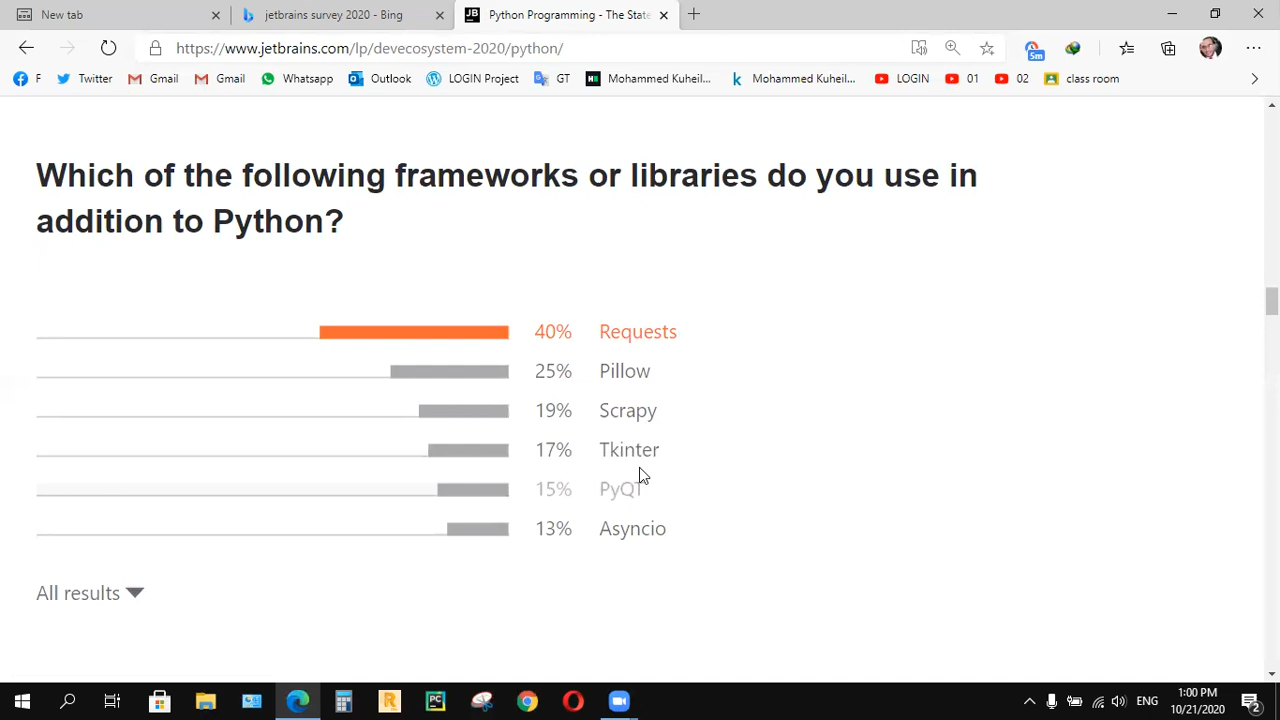 New tab
jetbrains survey 2020 - Bing
Python Programming - The State
https://www.jetbrains.com/lp/devecosystem-2020/python/
5m
F
Twitter
Gmail
Gmail
Whatsapp
Outlook
LOGIN Project
GT
Mohammed Kuheil...
Mohammed Kuheil...
LOGIN
01
02
class room
Which of the following frameworks or libraries do you use in
addition to Python?
40% Requests
25% Pillow
19% Scrapy
17% Tkinter
15% PyQT
13% Asyncio
All results
ENG
1:00 PM
10/21/2020
2